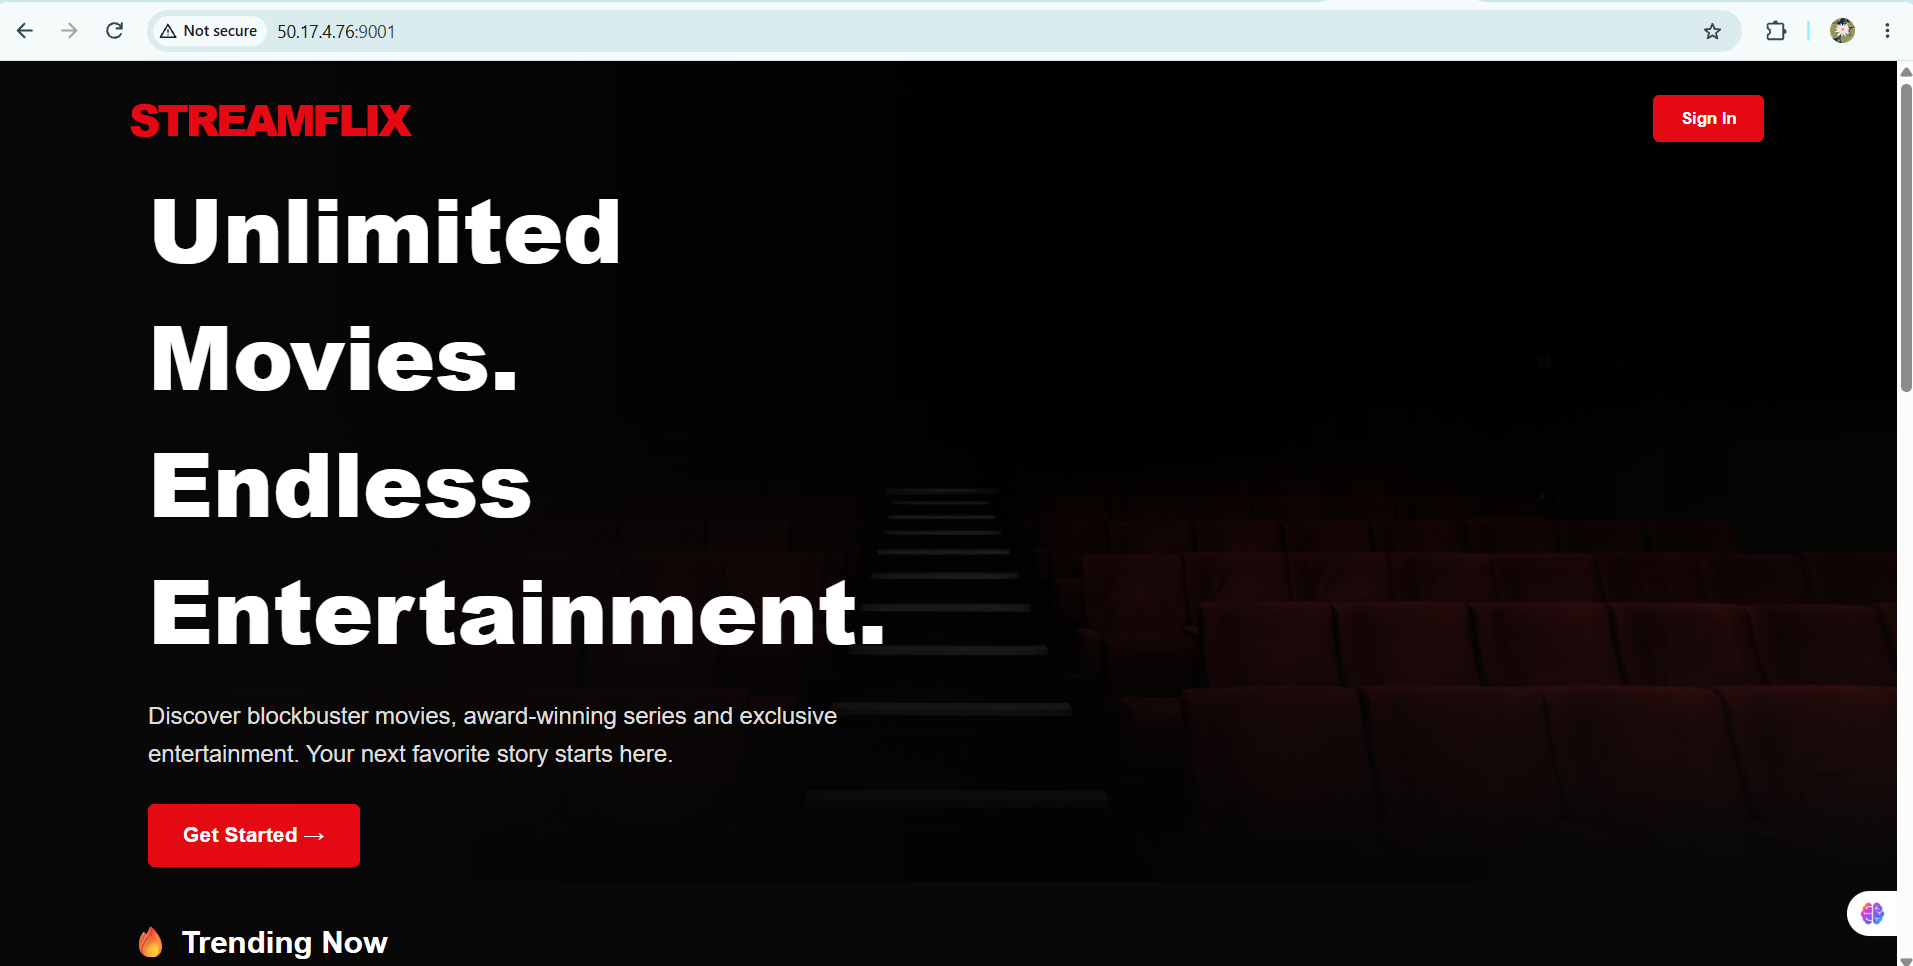 Not secure
50.17.4.76:9001
STREAMFLIX
Sign In
Unlimited
Movies.
Endless
Entertainment.
Discover blockbuster movies, award-winning series and exclusive
entertainment. Your next favorite story starts here.
Get Started →
Trending Now